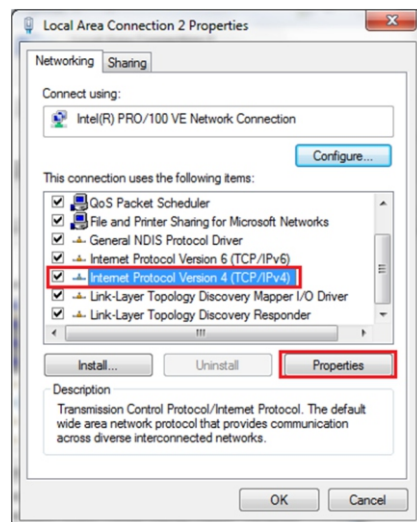 Local Area Connection 2 Properties
Networking
Sharing
Connect using:
Intel(R) PRO/100 VE Network Connection
Configure...
This connection uses the following items:
QoS Packet Scheduler
File and Printer Sharing for Microsoft Networks
General NDIS Protocol Driver
Internet Protocol Version 6 (TCP/IPv6)
Internet Protocol Version 4 (TCP/IPv4)
Link-Layer Topology Discovery Mapper I/O Driver
Link-Layer Topology Discovery Responder
Install...
Uninstall
Properties
Description
Transmission Control Protocol/Internet Protocol. The default
wide area network protocol that provides communication
across diverse interconnected networks.
OK
Cancel